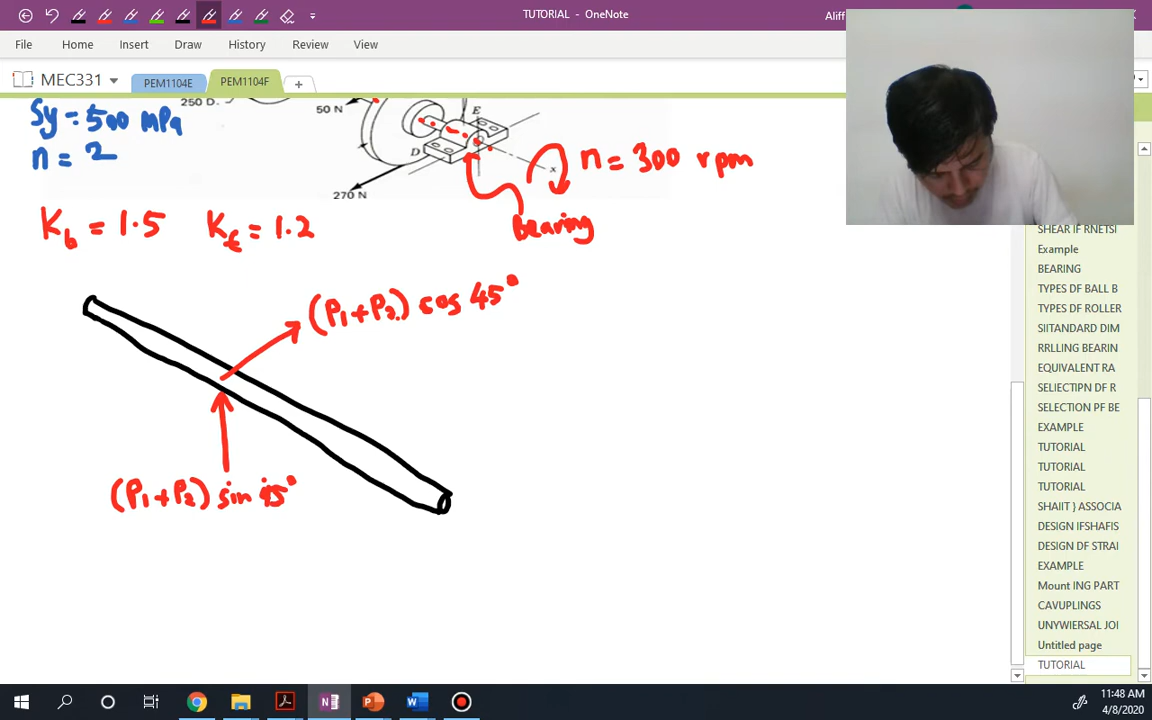 TUTORIAL - OneNote
Aliff
File Home Insert Draw History Review View
MEC331 PEM1104E PEM1104F
250 D.
50 N
E
Sy = 500 MPa
n = 2
D
x
n = 300 rpm
270 N
Kb = 1.5 Kt = 1.2
Bearing
(P1+P2) cos 45°
(P1+P2) sin 45°
SHEAR IF RNETSI
Example
BEARING
TYPES DF BALL B
TYPES DF ROLLER
SIITANDARD DIM
RRLLING BEARIN
EQUIVALENT RA
SELIECTIPN DF R
SELECTION PF BE
EXAMPLE
TUTORIAL
TUTORIAL
TUTORIAL
SHAIIT } ASSOCIA
DESIGN IFSHAFIS
DESIGN DF STRAI
EXAMPLE
Mount ING PART
CAVUPLINGS
UNYWIERSAL JOI
Untitled page
TUTORIAL
11:48 AM
4/8/2020